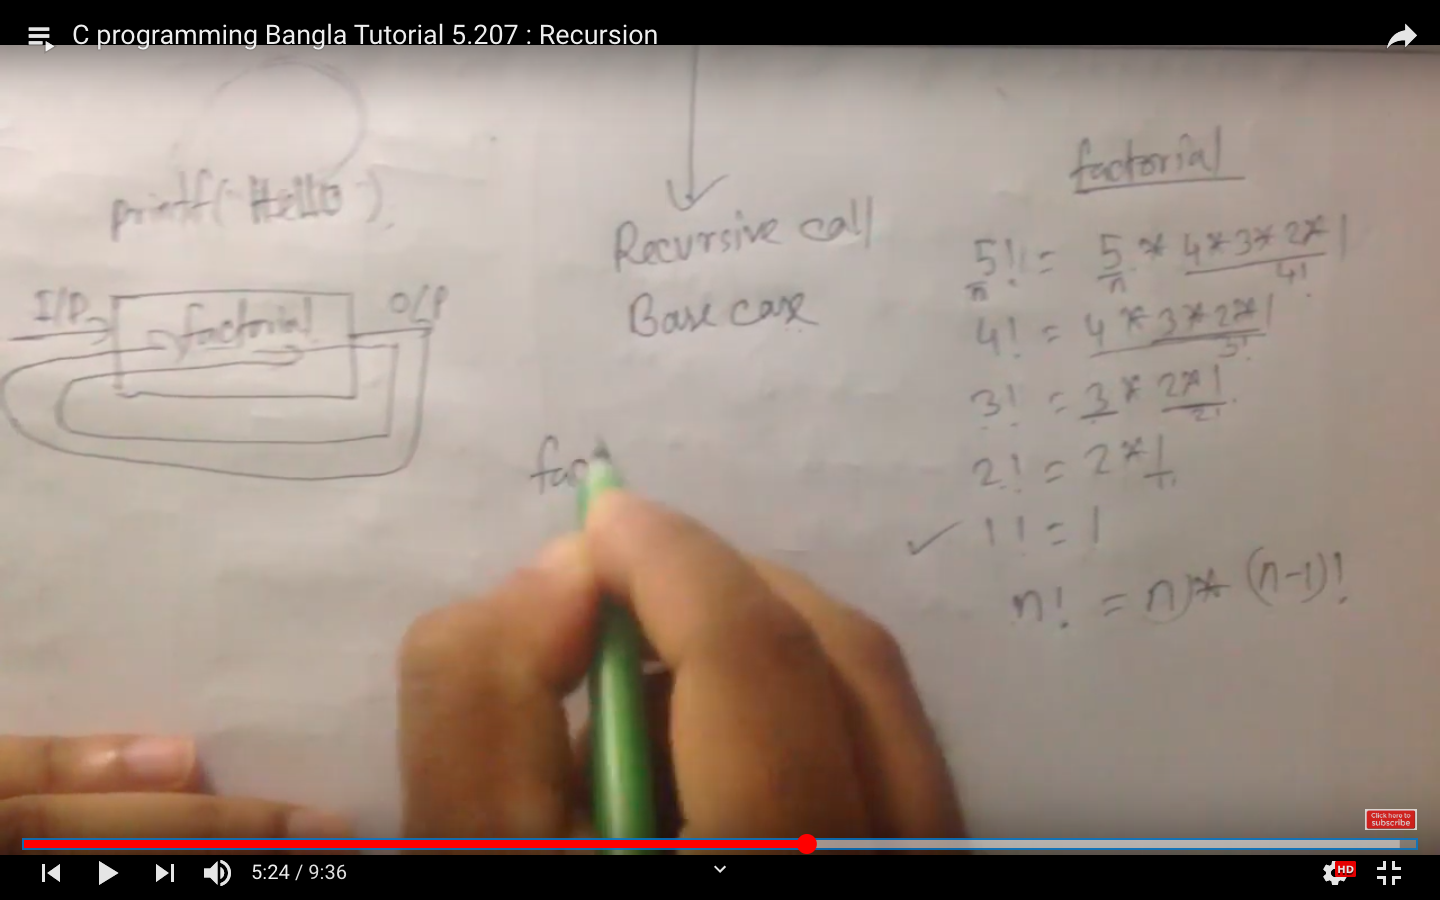 C programming Bangla Tutorial 5.207 : Recursion
printf("Hello");
I/P
factorial
O/P
Recursive call
Base case
fac
factorial
5! = 5 * 4*3*2*1
n n 4!
4! = 4 * 3*2*1
3!
3! = 3 * 2*1
2!
2! = 2 * 1
1! = 1
n! = n * (n-1)!
Click here to
subscribe
5:24 / 9:36
HD